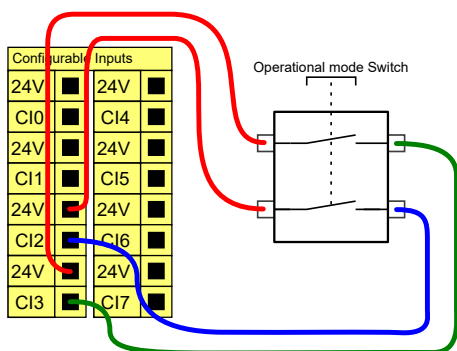 Configurable Inputs
24V 24V
CI0 CI4
24V 24V
CI1 CI5
24V 24V
CI2 CI6
24V 24V
CI3 CI7
Operational mode Switch